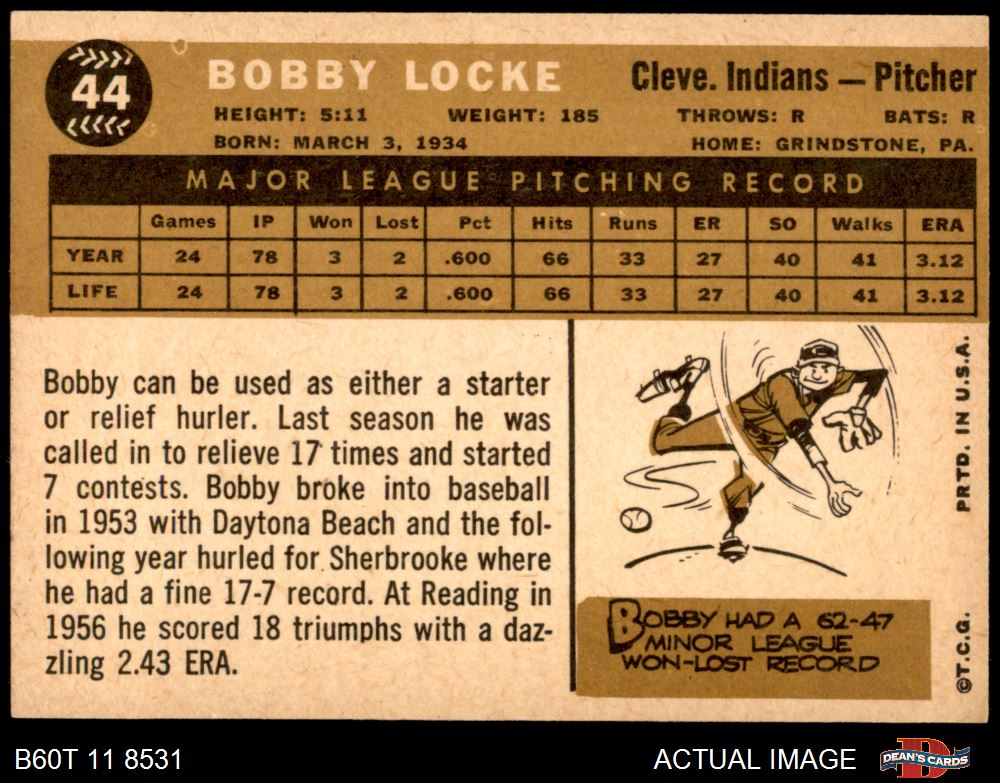 44
BOBBY LOCKE
Cleve. Indians — Pitcher
HEIGHT: 5:11 WEIGHT: 185 THROWS: R BATS: R
BORN: MARCH 3, 1934 HOME: GRINDSTONE, PA.
MAJOR LEAGUE PITCHING RECORD
Games IP Won Lost Pct Hits Runs ER SO Walks ERA
YEAR 24 78 3 2 .600 66 33 27 40 41 3.12
LIFE 24 78 3 2 .600 66 33 27 40 41 3.12
Bobby can be used as either a starter
or relief hurler. Last season he was
called in to relieve 17 times and started
7 contests. Bobby broke into baseball
in 1953 with Daytona Beach and the fol-
lowing year hurled for Sherbrooke where
he had a fine 17-7 record. At Reading in
1956 he scored 18 triumphs with a daz-
zling 2.43 ERA.
C
BOBBY HAD A 62-47
MINOR LEAGUE
WON-LOST RECORD
PRTD. IN U.S.A.
©T.C.G.
B60T 11 8531
ACTUAL IMAGE
D
DEAN'S CARDS